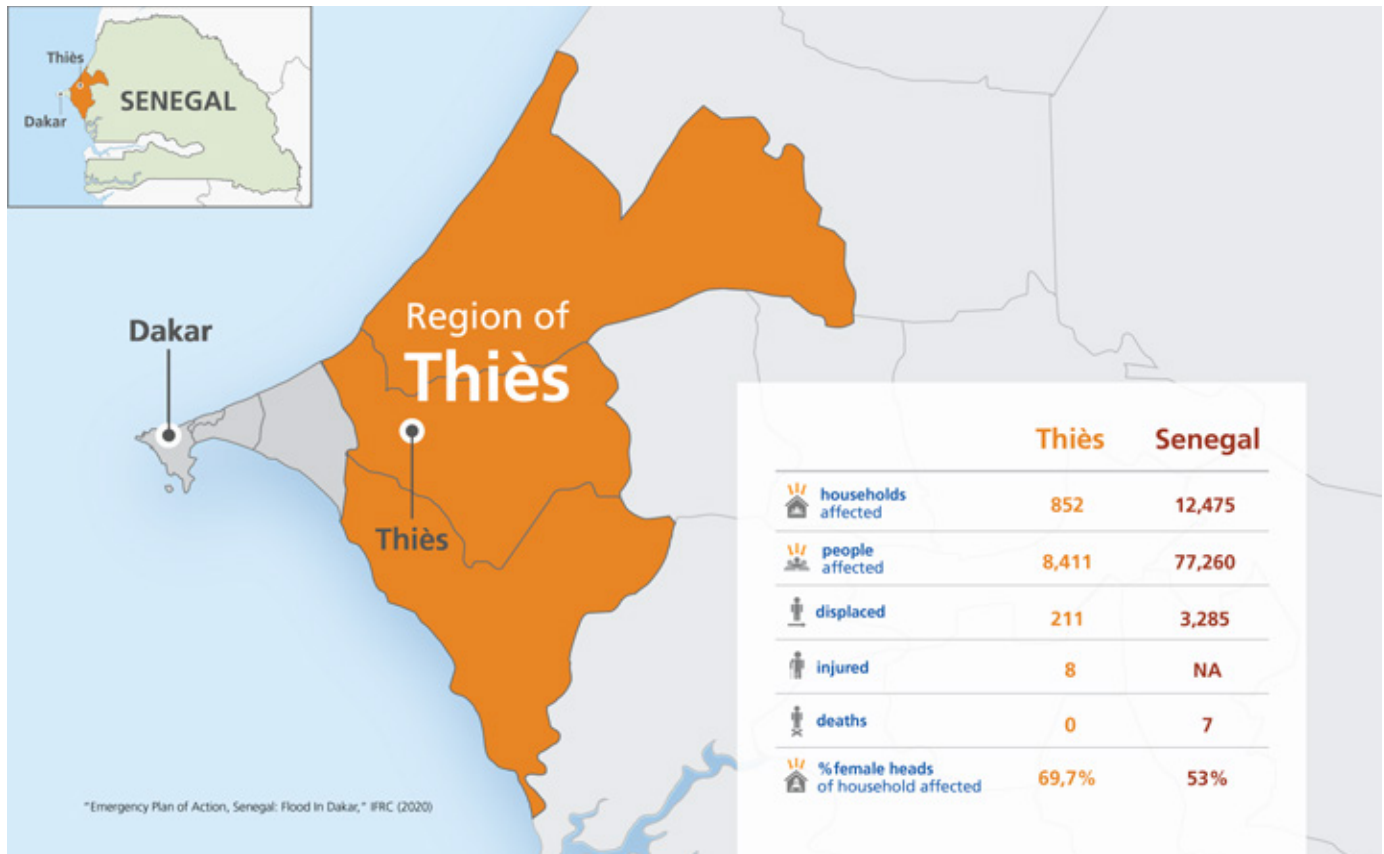 Thiès
SENEGAL
Dakar
Region of
Thiès
Dakar
Thiès
Thiès Senegal
households
affected
852 12,475
people
affected
8,411 77,260
displaced 211 3,285
injured 8 NA
deaths 0 7
%female heads
of household affected
69,7% 53%
"Emergency Plan of Action, Senegal: Flood In Dakar," IFRC (2020)